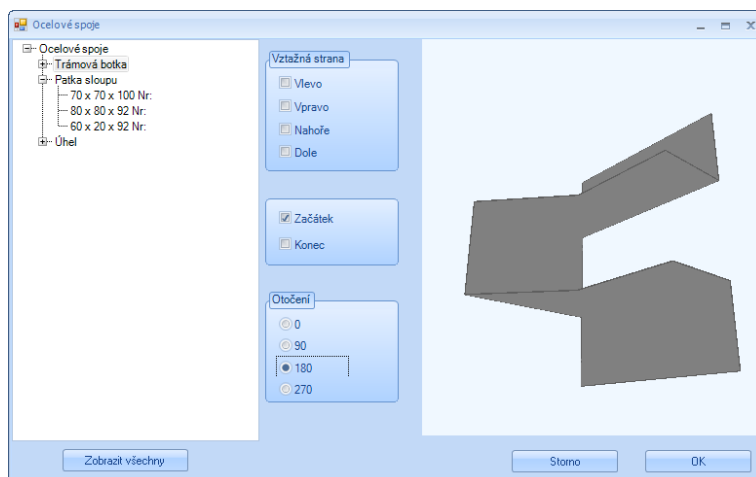 Ocelové spoje
Ocelové spoje
Trámová botka
Patka sloupu
70 x 70 x 100 Nr:
80 x 80 x 92 Nr:
60 x 20 x 92 Nr:
Úhel
Vztažná strana
Vlevo
Vpravo
Nahoře
Dole
Začátek
Konec
Otočení
0
90
180
270
Zobrazit všechny
Storno
OK